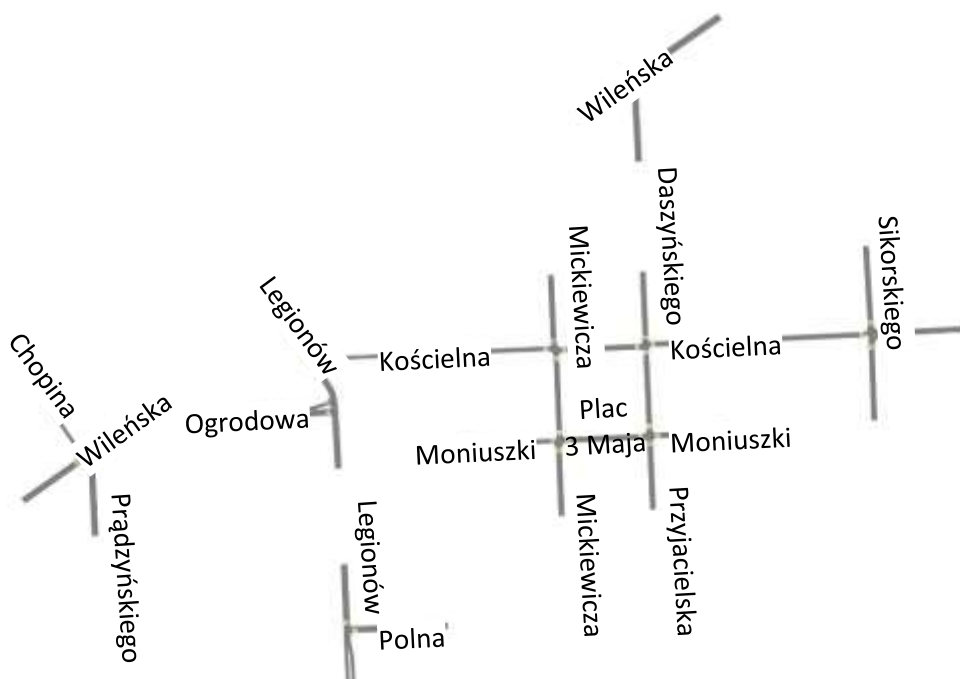 Wileńska
Daszyńskiego
Mickiewicza
Sikorskiego
Legionów
Chopina
Kościelna
Kościelna
Wileńska
Ogrodowa
Plac
3 Maja
Moniuszki
Moniuszki
Prądzyńskiego
Legionów
Mickiewicza
Przyjacielska
Polna